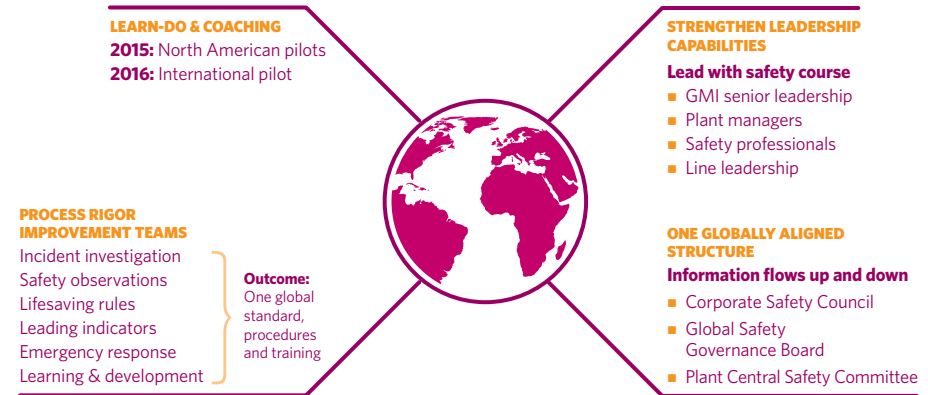 LEARN-DO & COACHING
2015: North American pilots
2016: International pilot
STRENGTHEN LEADERSHIP
CAPABILITIES
Lead with safety course
GMI senior leadership
Plant managers
Safety professionals
Line leadership
PROCESS RIGOR
IMPROVEMENT TEAMS
Incident investigation
Safety observations
Lifesaving rules
Leading indicators
Emergency response
Learning & development
Outcome:
One global
standard,
procedures
and training
ONE GLOBALLY ALIGNED
STRUCTURE
Information flows up and down
Corporate Safety Council
Global Safety
Governance Board
Plant Central Safety Committee